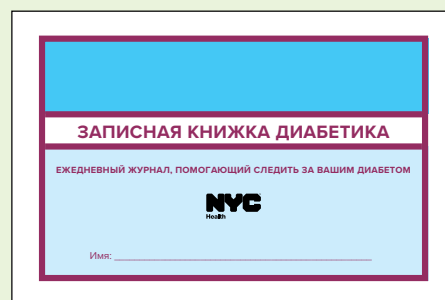 ЗАПИСНАЯ КНИЖКА ДИАБЕТИКА
ЕЖЕДНЕВНЫЙ ЖУРНАЛ, ПОМОГАЮЩИЙ СЛЕДИТЬ ЗА ВАШИМ ДИАБЕТОМ
NYC
Health
Имя: